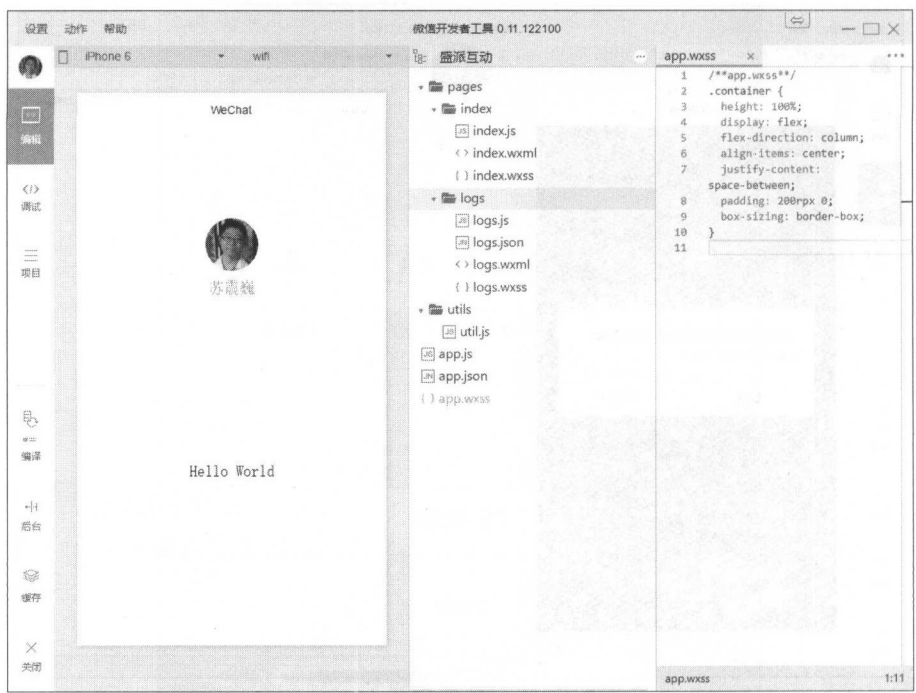 设置 动作 帮助 微信开发者工具 0.11.122100
iPhone 6 wifi
盛派互动
app.wxss ×
编辑
调试
项目
编译
后台
缓存
关闭
WeChat
苏震巍
Hello World
pages
index
index.js
index.wxml
index.wxss
logs
logs.js
logs.json
logs.wxml
logs.wxss
utils
util.js
app.js
app.json
app.wxss
1 /**app.wxss**/
2 .container {
3 height: 100%;
4 display: flex;
5 flex-direction: column;
6 align-items: center;
7 justify-content:
space-between;
8 padding: 200rpx 0;
9 box-sizing: border-box;
10 }
11
app.wxss 1:11